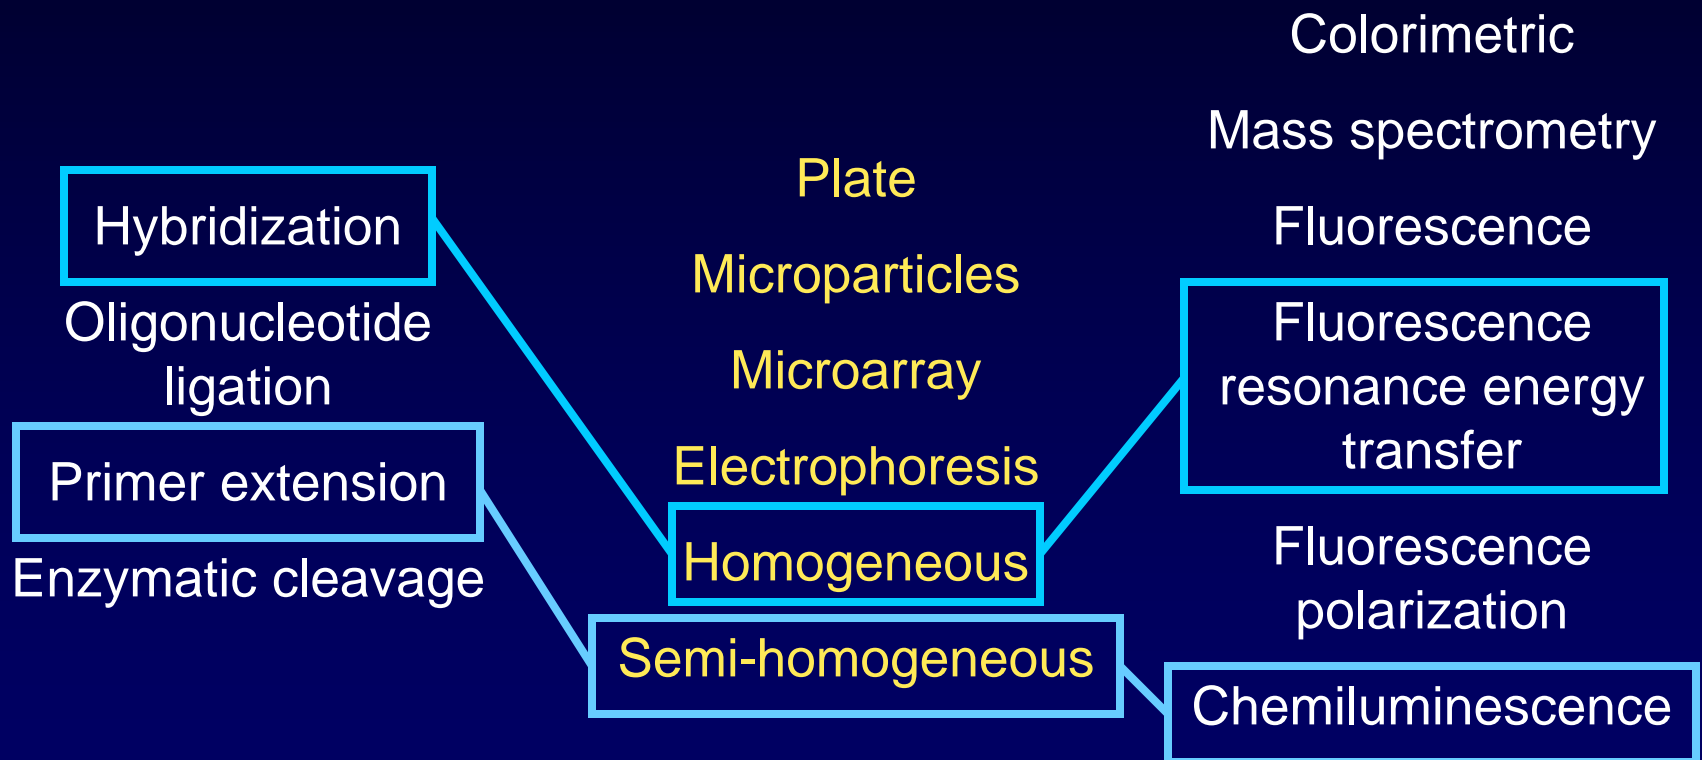 Hybridization
Oligonucleotide
ligation
Primer extension
Enzymatic cleavage
Plate
Microparticles
Microarray
Electrophoresis
Homogeneous
Semi-homogeneous
Colorimetric
Mass spectrometry
Fluorescence
Fluorescence
resonance energy
transfer
Fluorescence
polarization
Chemiluminescence